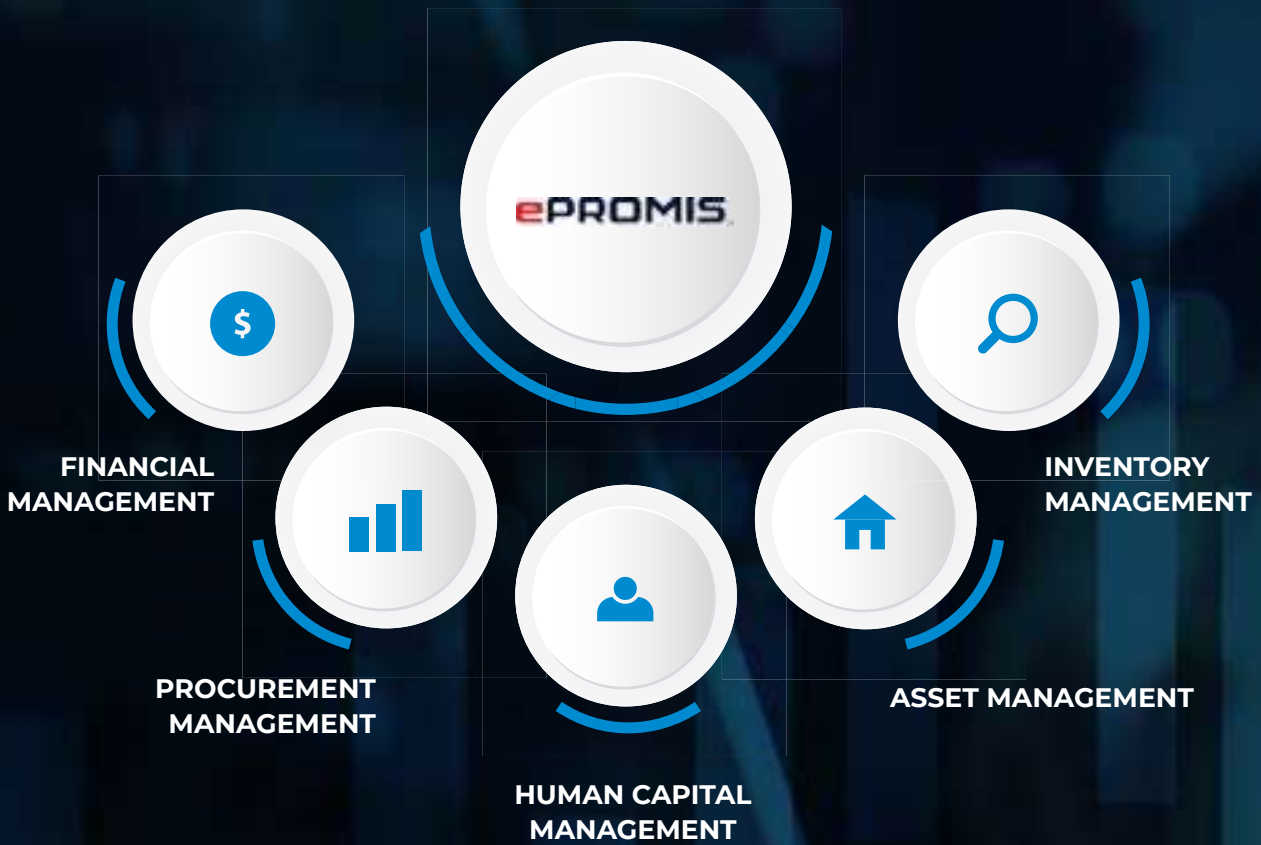 ePROMIS
$
FINANCIAL
MANAGEMENT
INVENTORY
MANAGEMENT
PROCUREMENT
MANAGEMENT
ASSET MANAGEMENT
HUMAN CAPITAL
MANAGEMENT